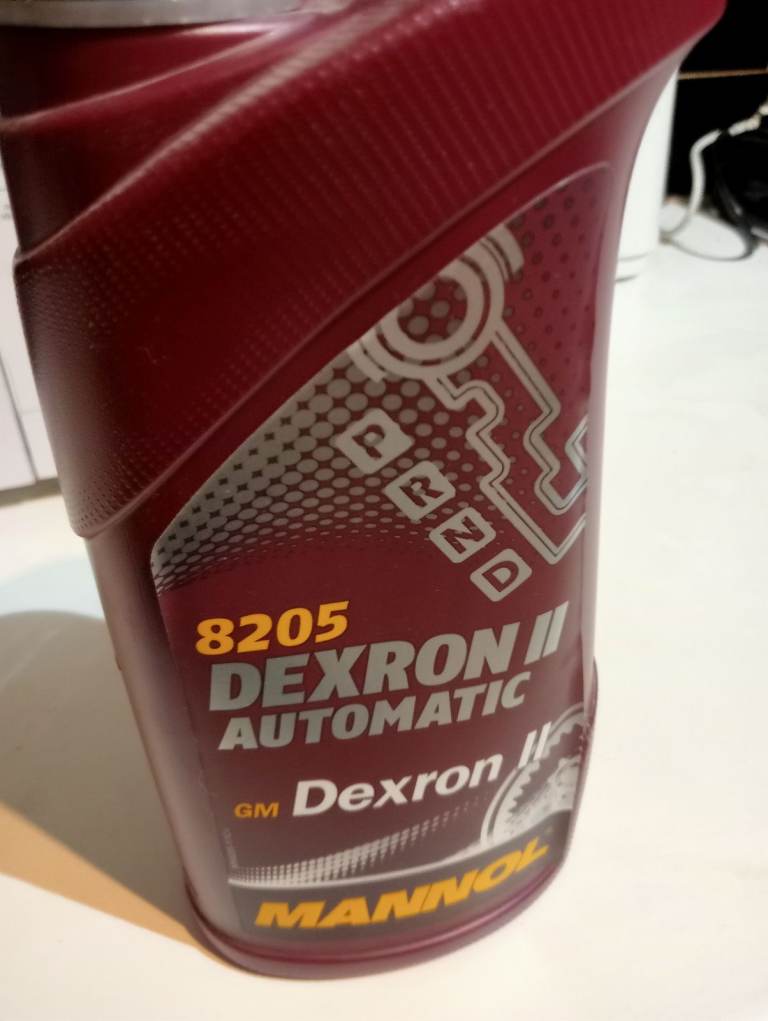 P
R
N
D
8205
DEXRON II
AUTOMATIC
GM Dexron II
MANNOL